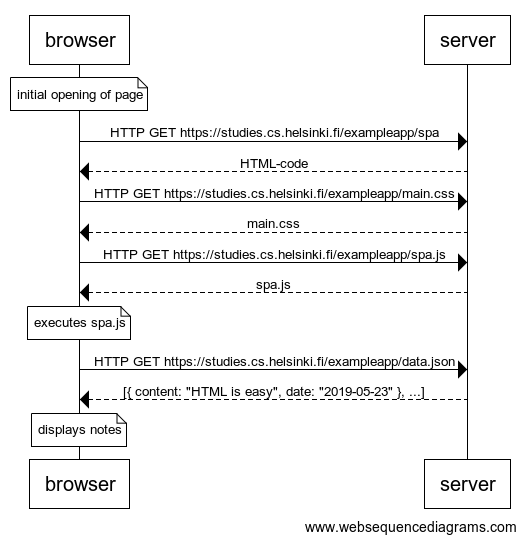 browser
server
initial opening of page
HTTP GET https://studies.cs.helsinki.fi/exampleapp/spa
HTML-code
HTTP GET https://studies.cs.helsinki.fi/exampleapp/main.css
main.css
HTTP GET https://studies.cs.helsinki.fi/exampleapp/spa.js
spa.js
executes spa.js
HTTP GET https://studies.cs.helsinki.fi/exampleapp/data.json
[{ content: "HTML is easy", date: "2019-05-23" }, ...]
displays notes
browser
server
www.websequencediagrams.com